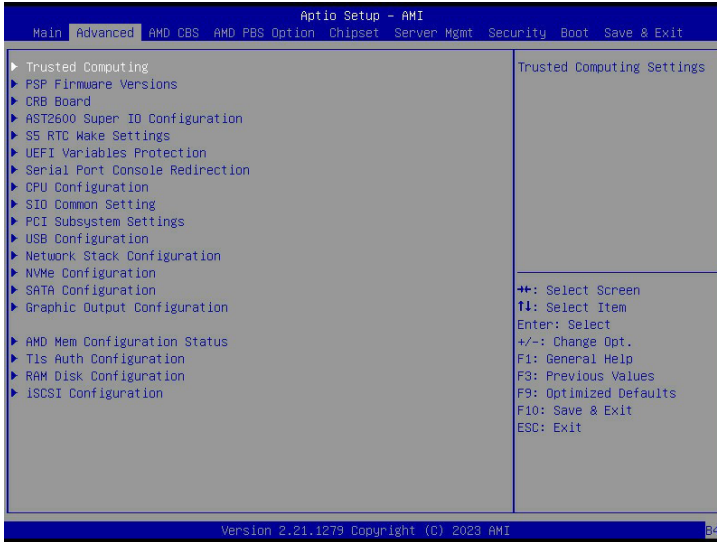 Aptio Setup – AMI
Main Advanced AMD CBS AMD PBS Option Chipset Server Mgmt Security Boot Save & Exit
Trusted Computing
PSP Firmware Versions
CRB Board
AST2600 Super IO Configuration
S5 RTC Wake Settings
UEFI Variables Protection
Serial Port Console Redirection
CPU Configuration
SIO Common Setting
PCI Subsystem Settings
USB Configuration
Network Stack Configuration
NVMe Configuration
SATA Configuration
Graphic Output Configuration
AMD Mem Configuration Status
Tls Auth Configuration
RAM Disk Configuration
iSCSI Configuration
Trusted Computing Settings
→←: Select Screen
↑↓: Select Item
Enter: Select
+/-: Change Opt.
F1: General Help
F3: Previous Values
F9: Optimized Defaults
F10: Save & Exit
ESC: Exit
Version 2.21.1279 Copyright (C) 2023 AMI
B4